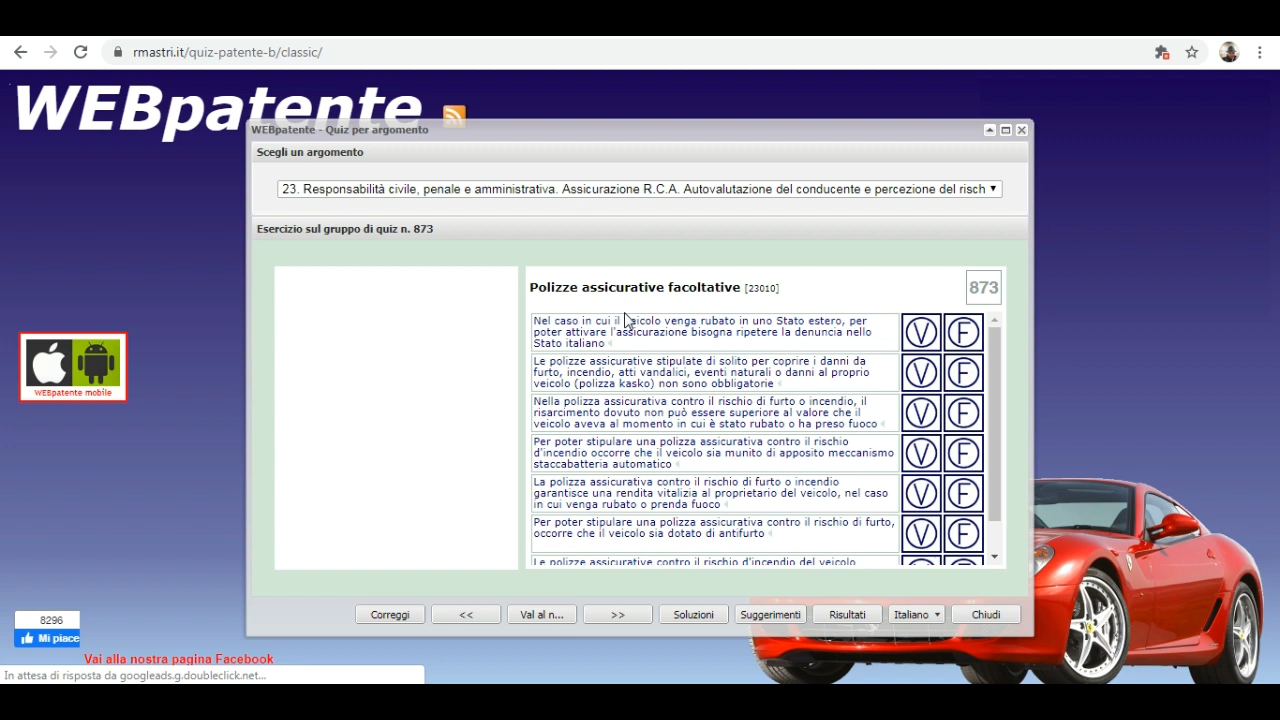 rmastri.it/quiz-patente-b/classic/
WEBpatente
WEBpatente - Quiz per argomento
Scegli un argomento
23. Responsabilità civile, penale e amministrativa. Assicurazione R.C.A. Autovalutazione del conducente e percezione del risch
Esercizio sul gruppo di quiz n. 873
Polizze assicurative facoltative [23010]
873
Nel caso in cui il veicolo venga rubato in uno Stato estero, per
poter attivare l'assicurazione bisogna ripetere la denuncia nello
Stato italiano
V F
Le polizze assicurative stipulate di solito per coprire i danni da
furto, incendio, atti vandalici, eventi naturali o danni al proprio
veicolo (polizza kasko) non sono obbligatorie
V F
Nella polizza assicurativa contro il rischio di furto o incendio, il
risarcimento dovuto non può essere superiore al valore che il
veicolo aveva al momento in cui è stato rubato o ha preso fuoco
V F
Per poter stipulare una polizza assicurativa contro il rischio
d'incendio occorre che il veicolo sia munito di apposito meccanismo
staccabatteria automatico
V F
La polizza assicurativa contro il rischio di furto o incendio
garantisce una rendita vitalizia al proprietario del veicolo, nel caso
in cui venga rubato o prenda fuoco
V F
Per poter stipulare una polizza assicurativa contro il rischio di furto,
occorre che il veicolo sia dotato di antifurto
V F
Le polizze assicurative contro il rischio d'incendio del veicolo
WEBpatente mobile
Correggi
<<
Val al n...
>>
Soluzioni
Suggerimenti
Risultati
Italiano
Chiudi
8296
Mi piace
Vai alla nostra pagina Facebook
In attesa di risposta da googleads.g.doubleclick.net...